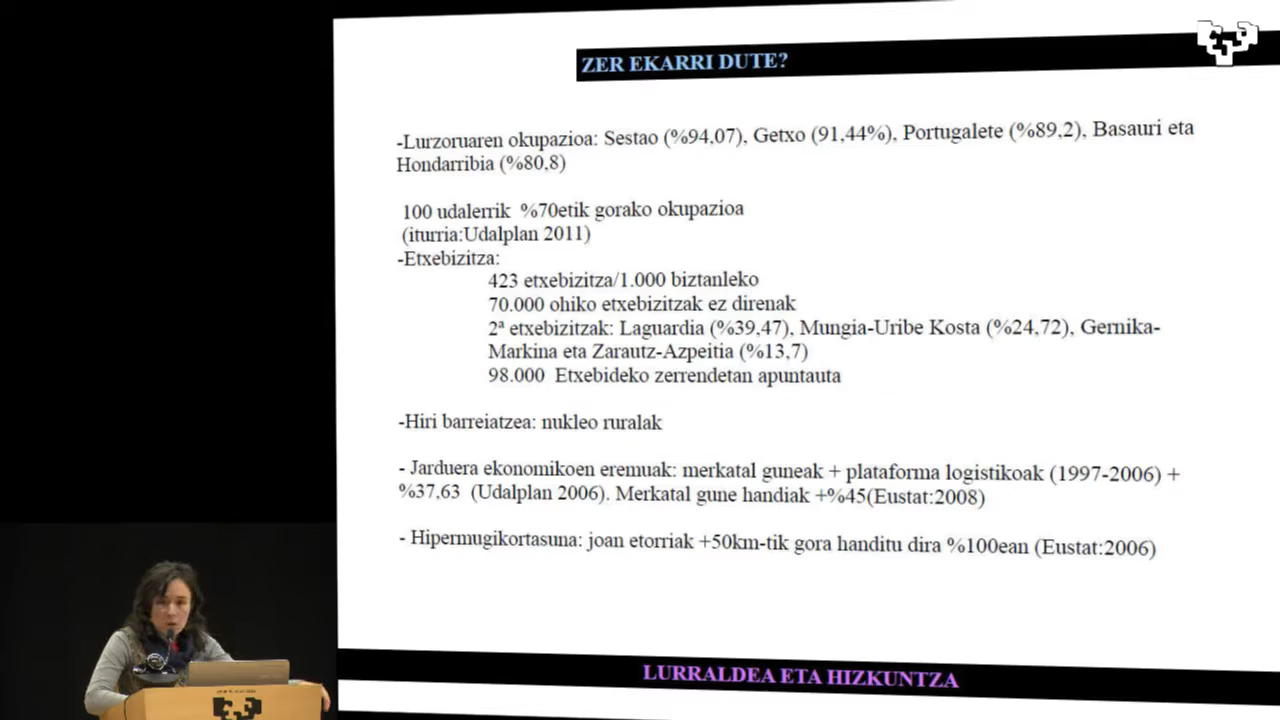 ZER EKARRI DUTE?
-Lurzoruaren okupazioa: Sestao (%94,07), Getxo (91,44%), Portugalete (%89,2), Basauri eta
Hondarribia (%80,8)
100 udalerrik %70etik gorako okupazioa
(iturria:Udalplan 2011)
-Etxebizitza:
423 etxebizitza/1.000 biztanleko
70.000 ohiko etxebizitzak ez direnak
2ª etxebizitzak: Laguardia (%39,47), Mungia-Uribe Kosta (%24,72), Gernika-
Markina eta Zarautz-Azpeitia (%13,7)
98.000 Etxebideko zerrendetan apuntauta
-Hiri barreiatzea: nukleo ruralak
- Jarduera ekonomikoen eremuak: merkatal guneak + plataforma logistikoak (1997-2006) +
%37,63 (Udalplan 2006). Merkatal gune handiak +%45(Eustat:2008)
- Hipermugikortasuna: joan etorriak +50km-tik gora handitu dira %100ean (Eustat:2006)
LURRALDEA ETA HIZKUNTZA